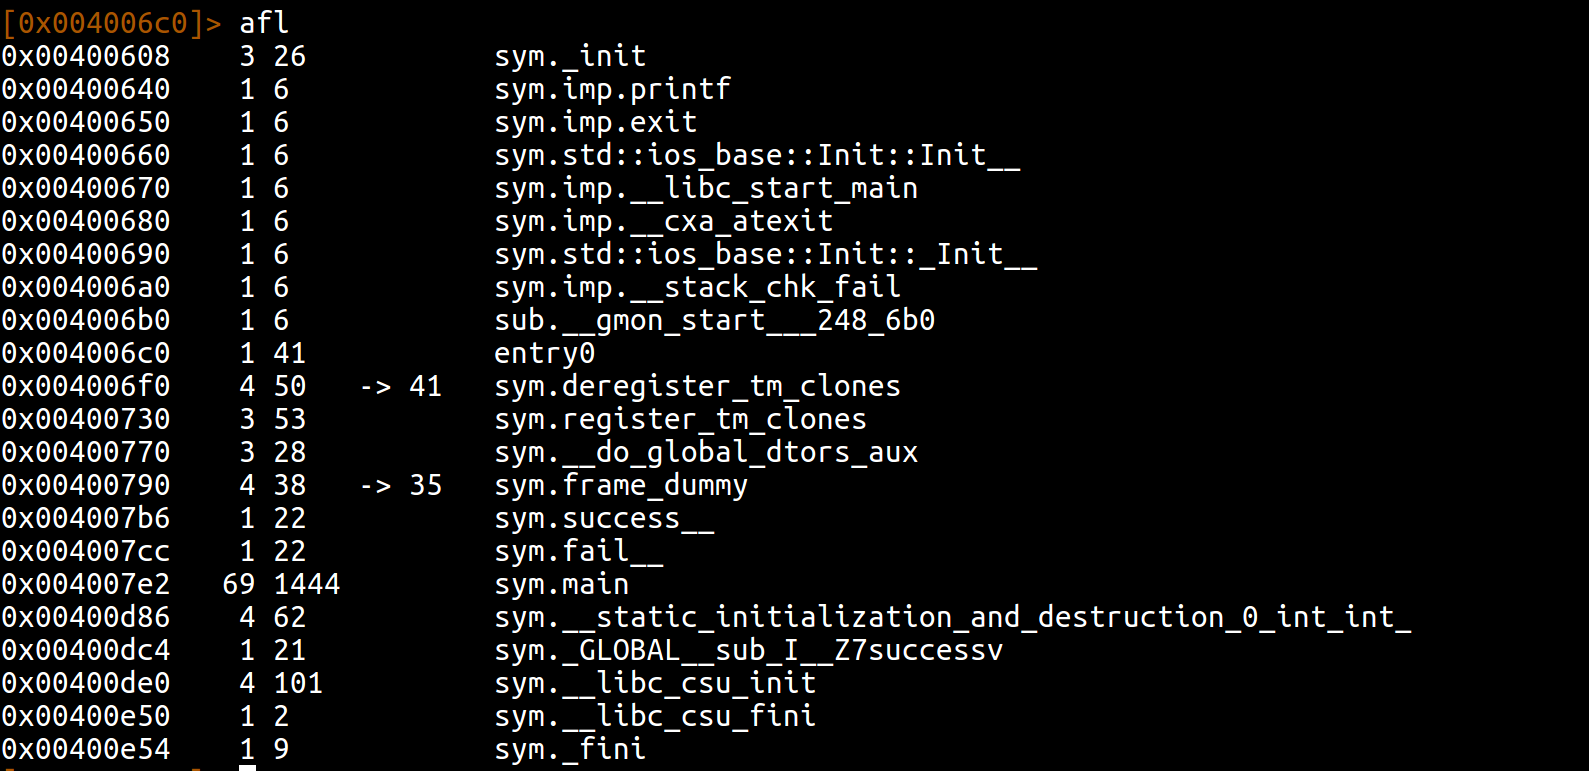 [0x004006c0]> afl
0x00400608    3 26           sym._init
0x00400640    1 6            sym.imp.printf
0x00400650    1 6            sym.imp.exit
0x00400660    1 6            sym.std::ios_base::Init::Init__
0x00400670    1 6            sym.imp.__libc_start_main
0x00400680    1 6            sym.imp.__cxa_atexit
0x00400690    1 6            sym.std::ios_base::Init::_Init__
0x004006a0    1 6            sym.imp.__stack_chk_fail
0x004006b0    1 6            sub.__gmon_start___248_6b0
0x004006c0    1 41           entry0
0x004006f0    4 50   -> 41   sym.deregister_tm_clones
0x00400730    3 53           sym.register_tm_clones
0x00400770    3 28           sym.__do_global_dtors_aux
0x00400790    4 38   -> 35   sym.frame_dummy
0x004007b6    1 22           sym.success__
0x004007cc    1 22           sym.fail__
0x004007e2   69 1444         sym.main
0x00400d86    4 62           sym.__static_initialization_and_destruction_0_int_int_
0x00400dc4    1 21           sym._GLOBAL__sub_I__Z7successv
0x00400de0    4 101          sym.__libc_csu_init
0x00400e50    1 2            sym.__libc_csu_fini
0x00400e54    1 9            sym._fini